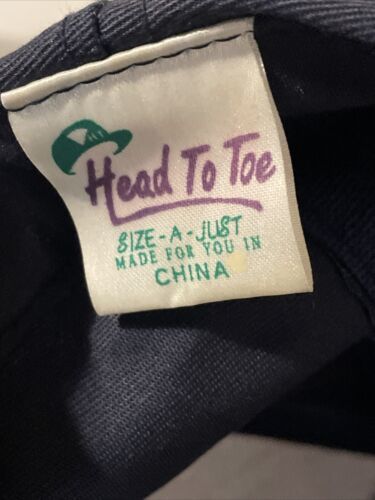 Head To Toe
SIZE-A-JUST
MADE FOR YOU IN
CHINA